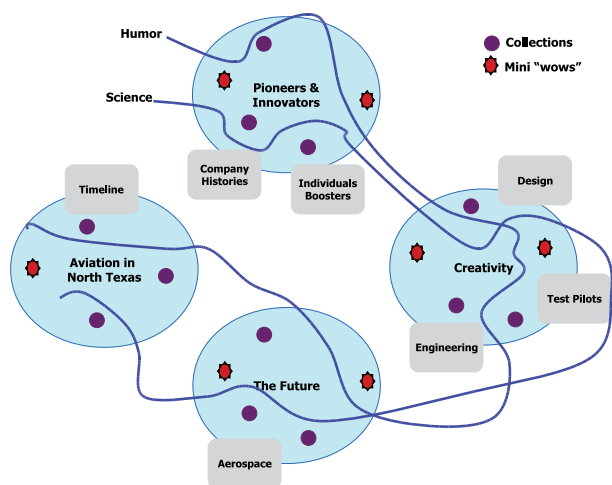 Humor
Collections
Mini “wows”
Pioneers &
Innovators
Science
Company
Histories
Individuals
Boosters
Timeline
Design
Aviation in
North Texas
Creativity
Test Pilots
Engineering
The Future
Aerospace